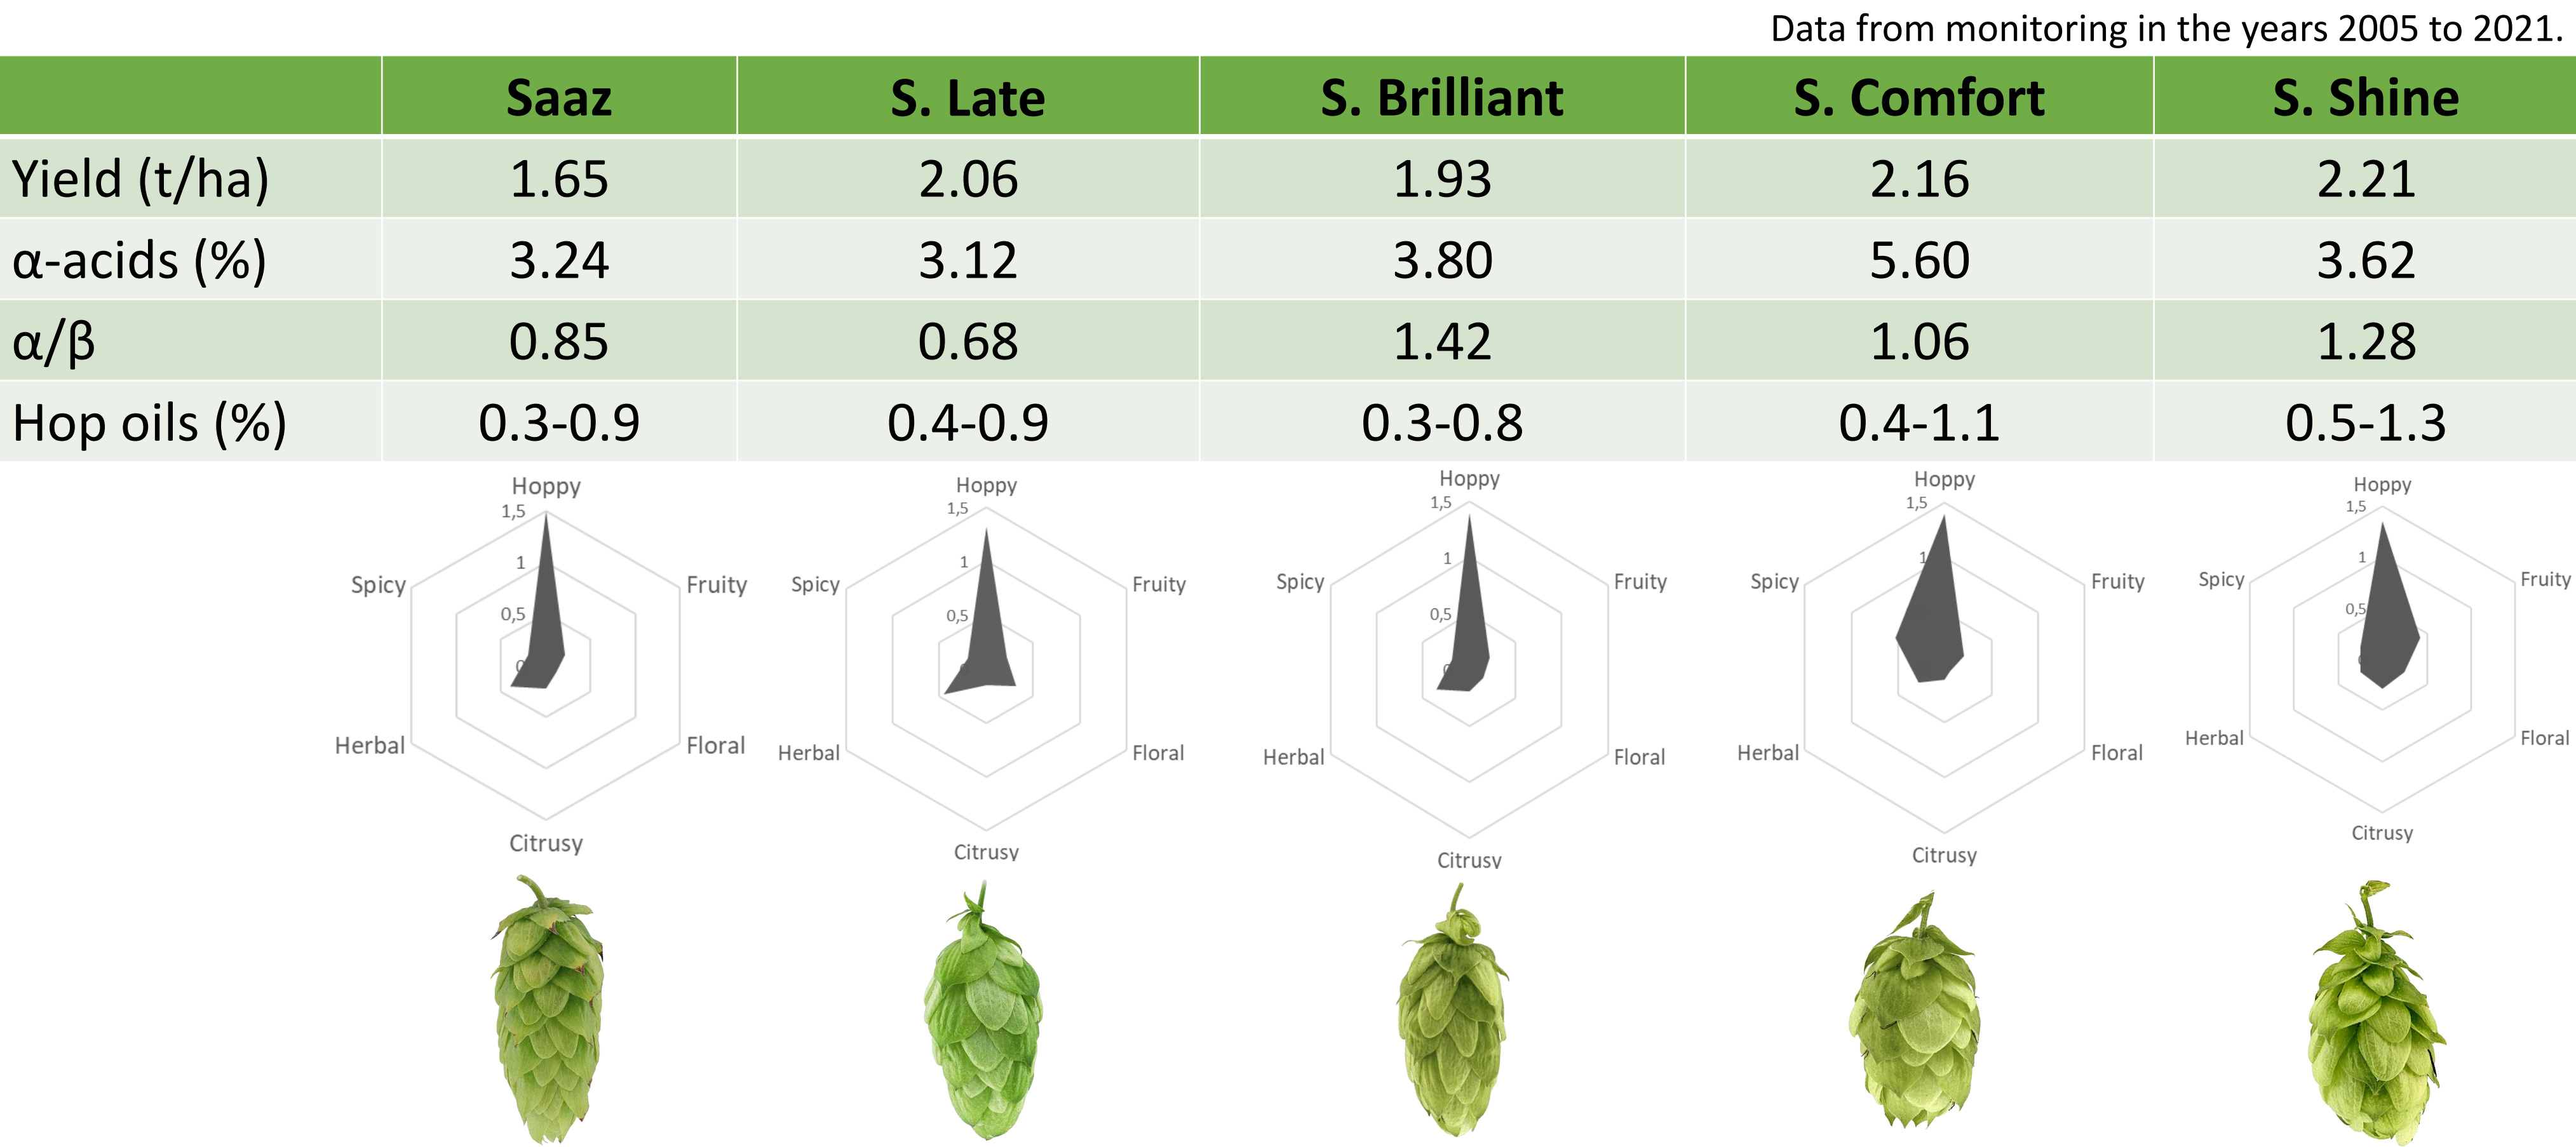 Data from monitoring in the years 2005 to 2021.
Saaz S. Late S. Brilliant S. Comfort S. Shine
Yield (t/ha) 1.65 2.06 1.93 2.16 2.21
α-acids (%) 3.24 3.12 3.80 5.60 3.62
α/β 0.85 0.68 1.42 1.06 1.28
Hop oils (%) 0.3-0.9 0.4-0.9 0.3-0.8 0.4-1.1 0.5-1.3
Hoppy
1,5
1
0,5
0
Spicy
Fruity
Herbal
Floral
Citrusy
Hoppy
1,5
1
0,5
Spicy
Fruity
Herbal
Floral
Citrusy
Hoppy
1,5
1
0,5
0
Spicy
Fruity
Herbal
Floral
Citrusy
Hoppy
1,5
1
Spicy
Fruity
Herbal
Floral
Citrusy
Hoppy
1,5
1
0,5
Spicy
Fruity
Herbal
Floral
Citrusy